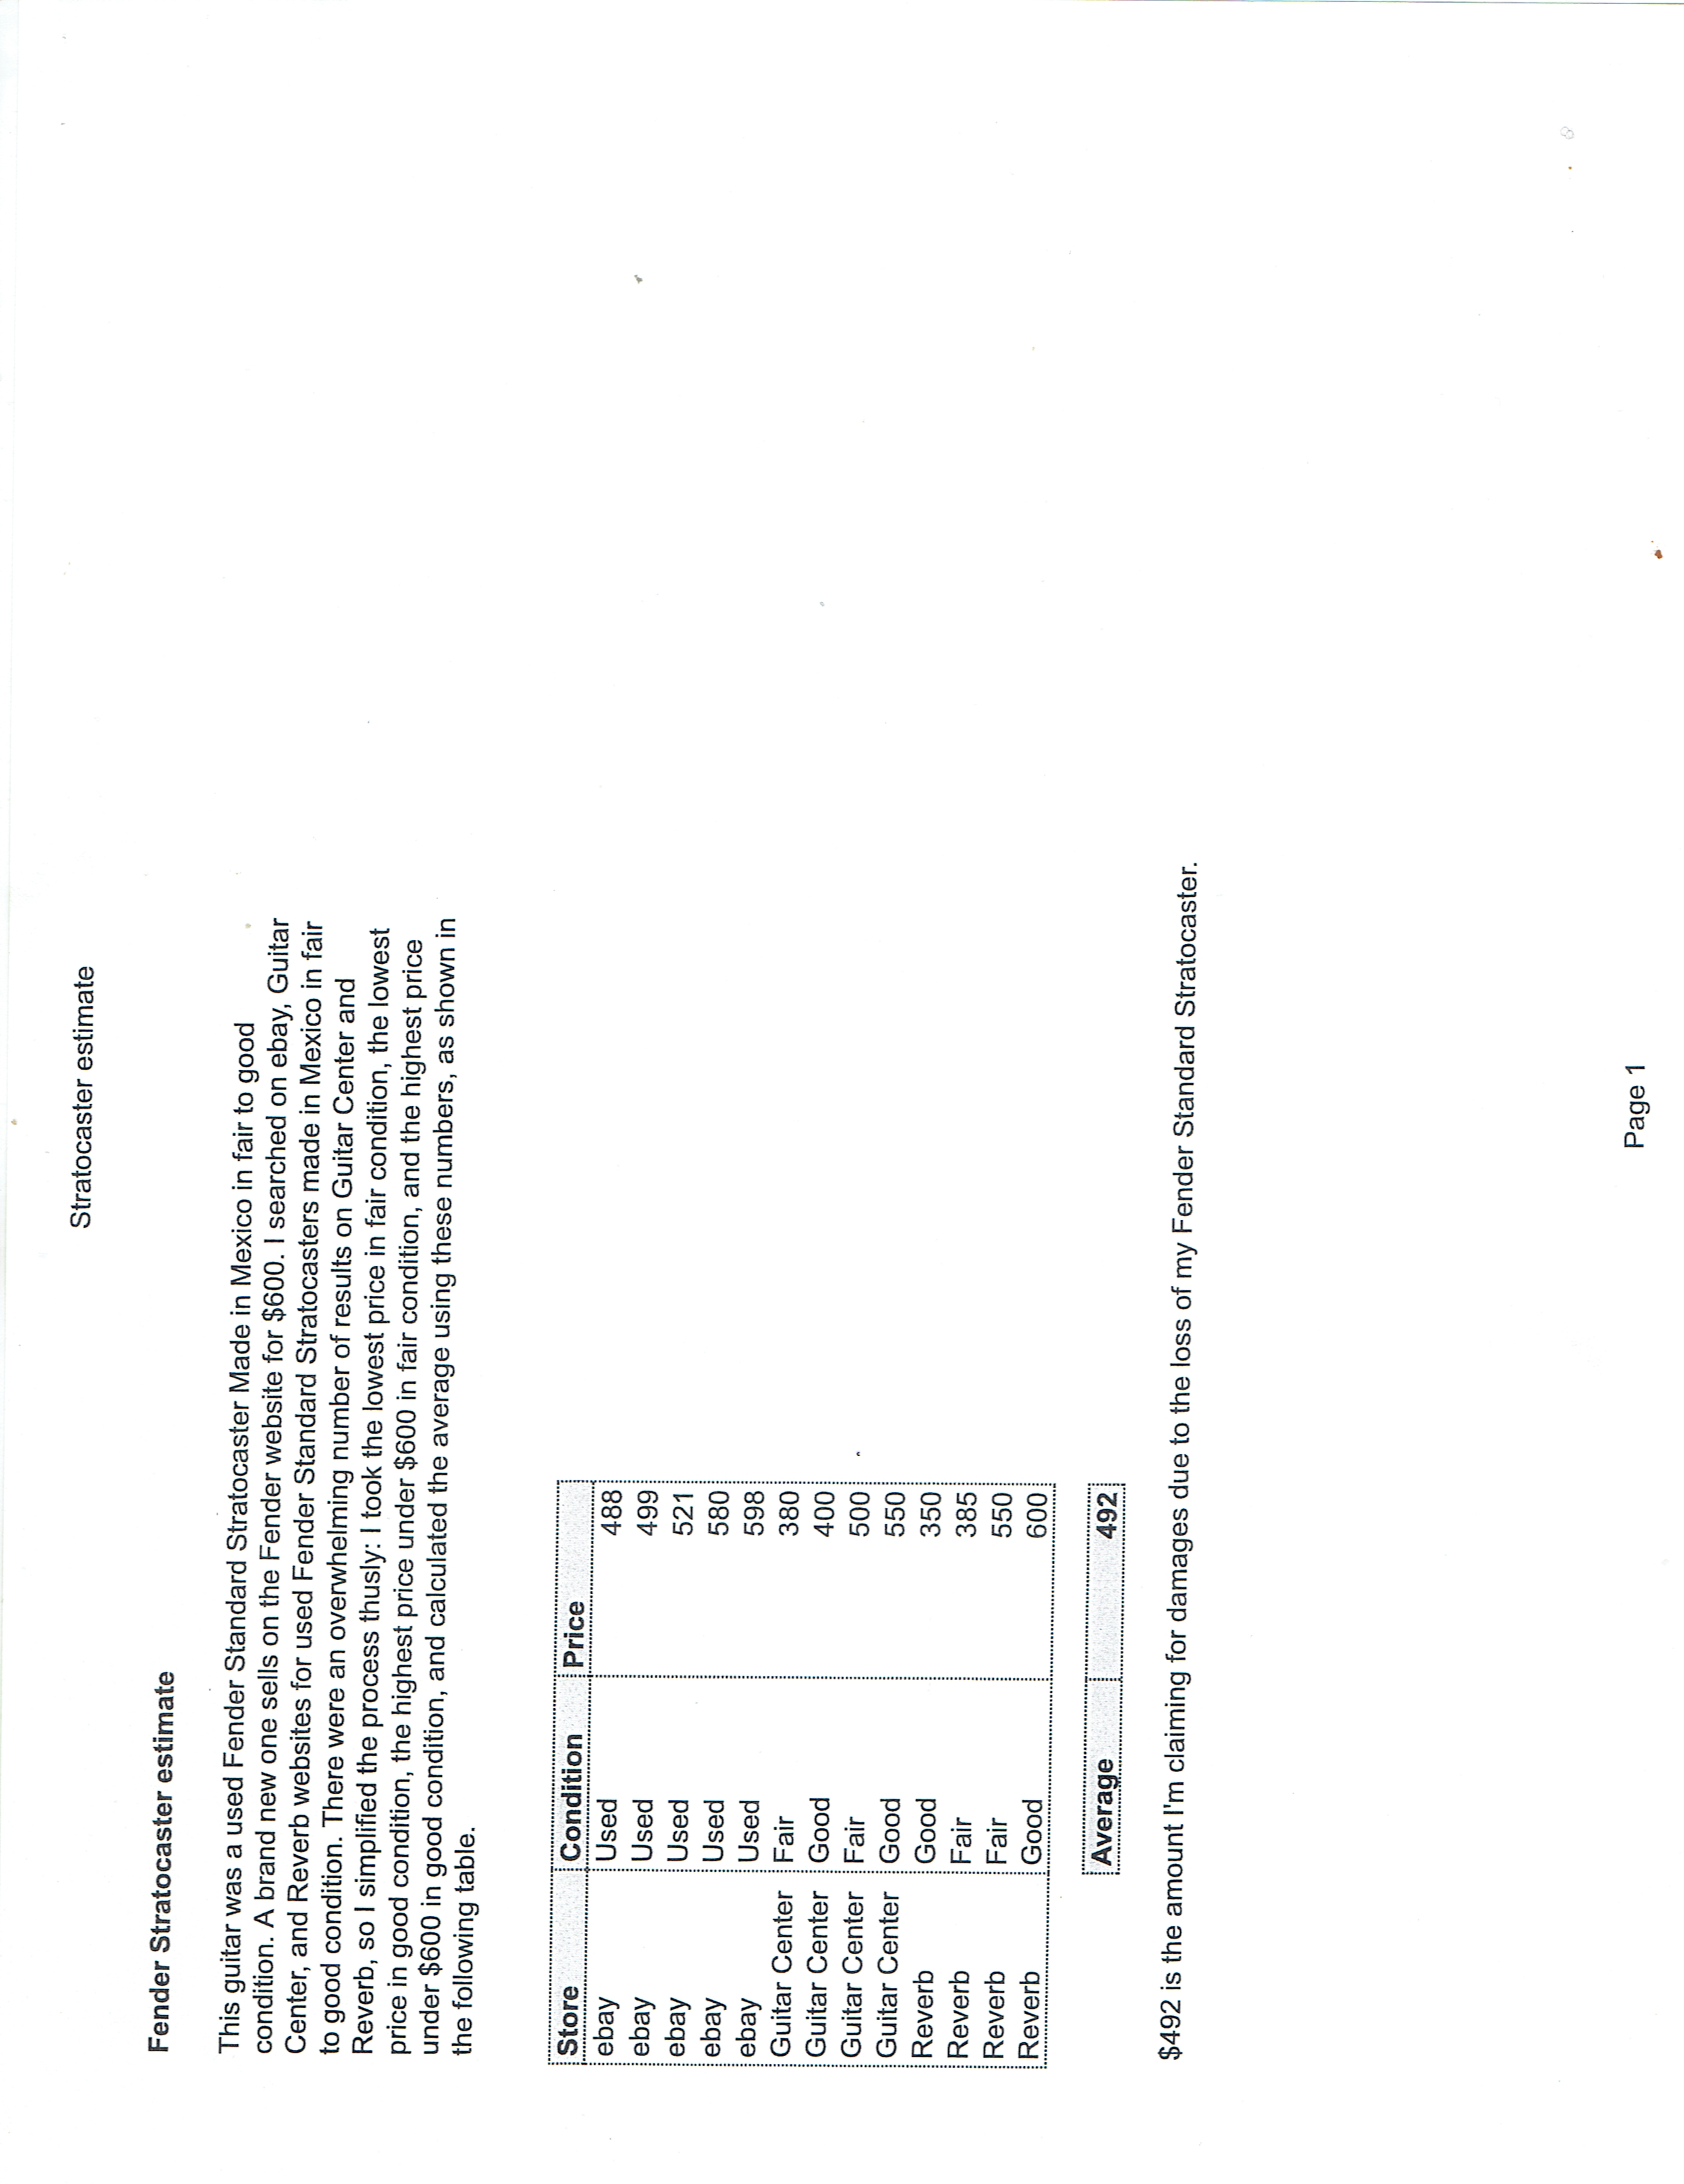 Stratocaster estimate
Fender Stratocaster estimate
This guitar was a used Fender Standard Stratocaster Made in Mexico in fair to good
condition. A brand new one sells on the Fender website for $600. I searched on ebay, Guitar
Center, and Reverb websites for used Fender Standard Stratocasters made in Mexico in fair
to good condition. There were an overwhelming number of results on Guitar Center and
Reverb, so I simplified the process thusly: I took the lowest price in fair condition, the lowest
price in good condition, the highest price under $600 in fair condition, and the highest price
under $600 in good condition, and calculated the average using these numbers, as shown in
the following table.
Store Condition Price
ebay Used 488
ebay Used 499
ebay Used 521
ebay Used 580
ebay Used 598
Guitar Center Fair 380
Guitar Center Good 400
Guitar Center Fair 500
Guitar Center Good 550
Reverb Good 350
Reverb Fair 385
Reverb Fair 550
Reverb Good 600
Average 492
$492 is the amount I'm claiming for damages due to the loss of my Fender Standard Stratocaster.
Page 1
8